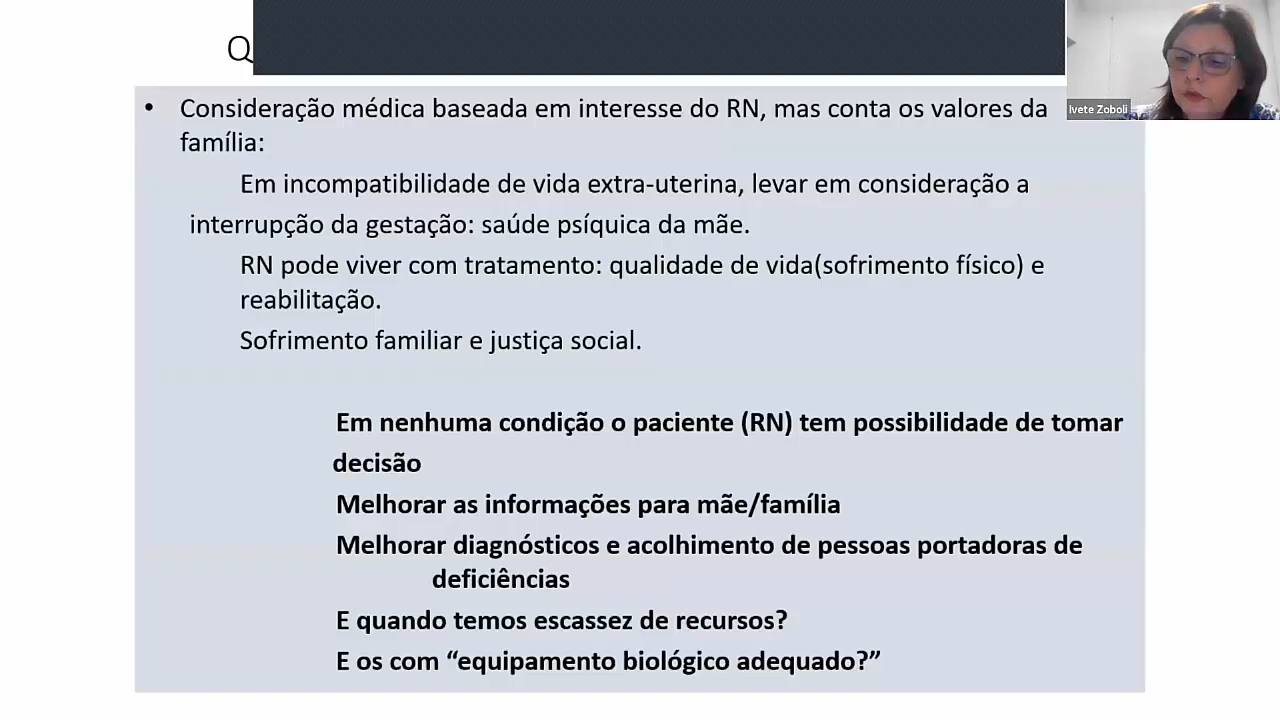 Q
Ivete Zoboli
• Consideração médica baseada em interesse do RN, mas conta os valores da
família:
Em incompatibilidade de vida extra-uterina, levar em consideração a
interrupção da gestação: saúde psíquica da mãe.
RN pode viver com tratamento: qualidade de vida(sofrimento físico) e
reabilitação.
Sofrimento familiar e justiça social.
Em nenhuma condição o paciente (RN) tem possibilidade de tomar
decisão
Melhorar as informações para mãe/família
Melhorar diagnósticos e acolhimento de pessoas portadoras de
deficiências
E quando temos escassez de recursos?
E os com “equipamento biológico adequado?”